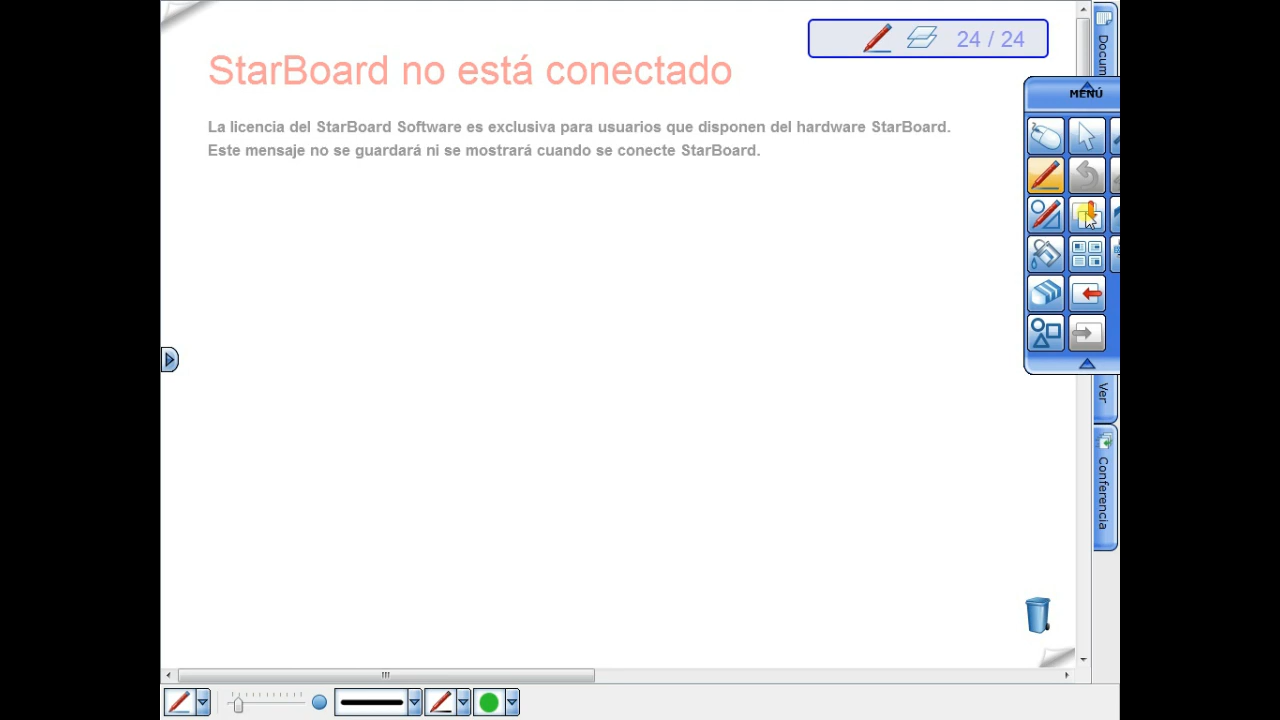 StarBoard no está conectado
24 / 24
La licencia del StarBoard Software es exclusiva para usuarios que disponen del hardware StarBoard.
Este mensaje no se guardará ni se mostrará cuando se conecte StarBoard.
Docum
MENÚ
Ver
Conferencia